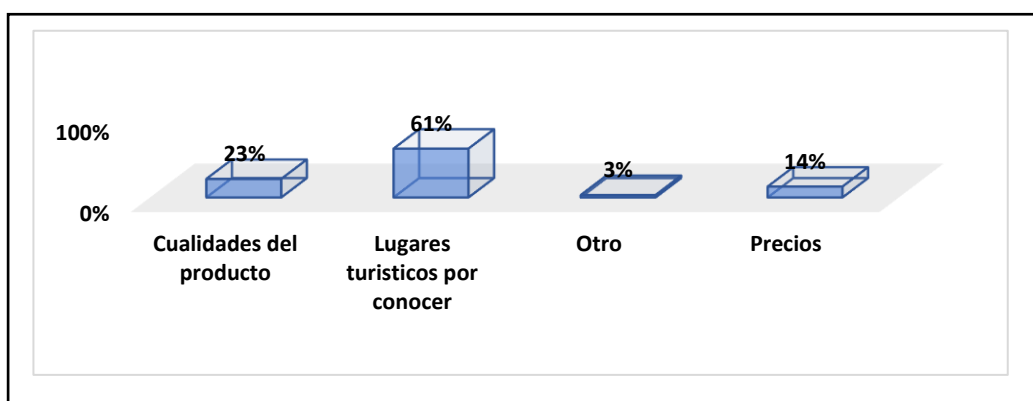 100%
0%
23%
61%
3%
14%
Cualidades del
producto
Lugares
turisticos por
conocer
Otro
Precios